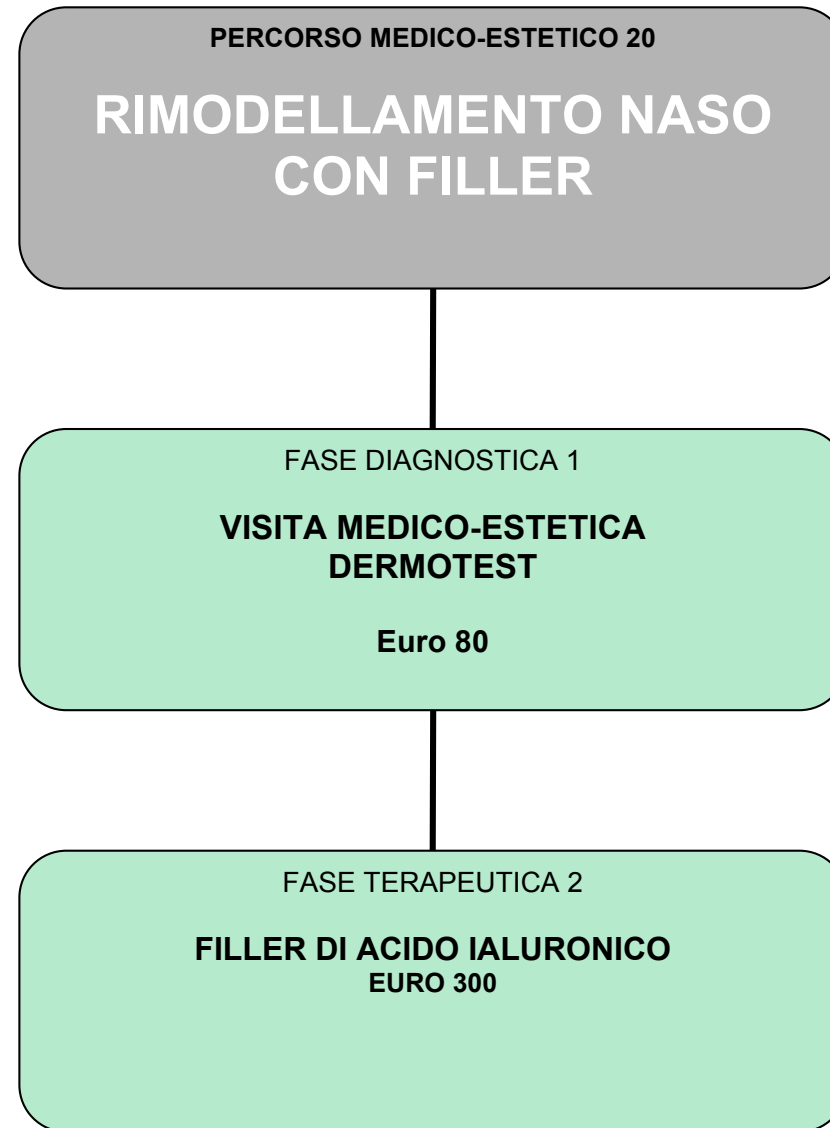 PERCORSO MEDICO-ESTETICO 20
RIMODELLAMENTO NASO
CON FILLER
FASE DIAGNOSTICA 1
VISITA MEDICO-ESTETICA
DERMOTEST
Euro 80
FASE TERAPEUTICA 2
FILLER DI ACIDO IALURONICO
EURO 300